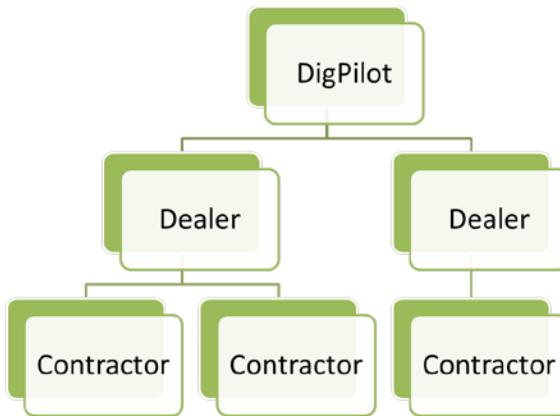 DigPilot
Dealer
Dealer
Contractor
Contractor
Contractor